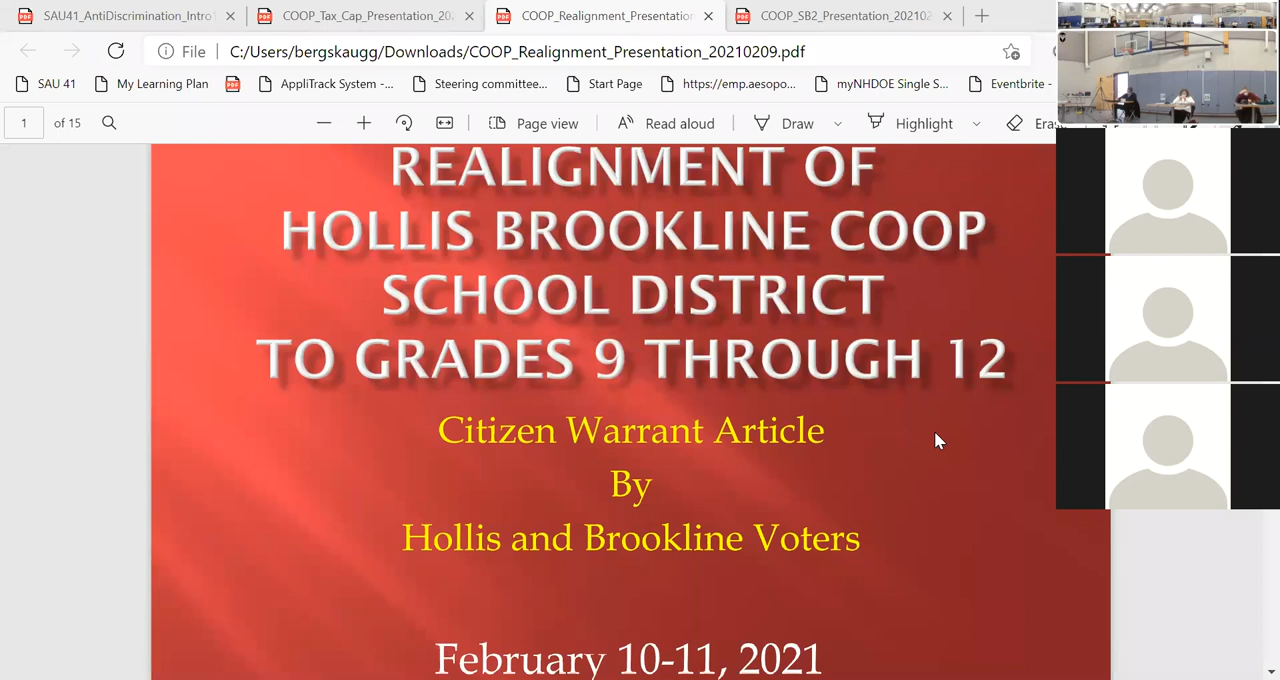 SAU41_AntiDiscrimination_Intro
COOP_Tax_Cap_Presentation_202
COOP_Realignment_Presentation
COOP_SB2_Presentation_202102
File
C:/Users/bergskaugg/Downloads/COOP_Realignment_Presentation_20210209.pdf
SAU 41
My Learning Plan
AppliTrack System -...
Steering committee...
Start Page
https://emp.aesopo...
myNHDOE Single S...
Eventbrite -
1 of 15
Page view
Read aloud
Draw
Highlight
Eras
REALIGNMENT OF
HOLLIS BROOKLINE COOP
SCHOOL DISTRICT
TO GRADES 9 THROUGH 12
Citizen Warrant Article
By
Hollis and Brookline Voters
February 10-11, 2021